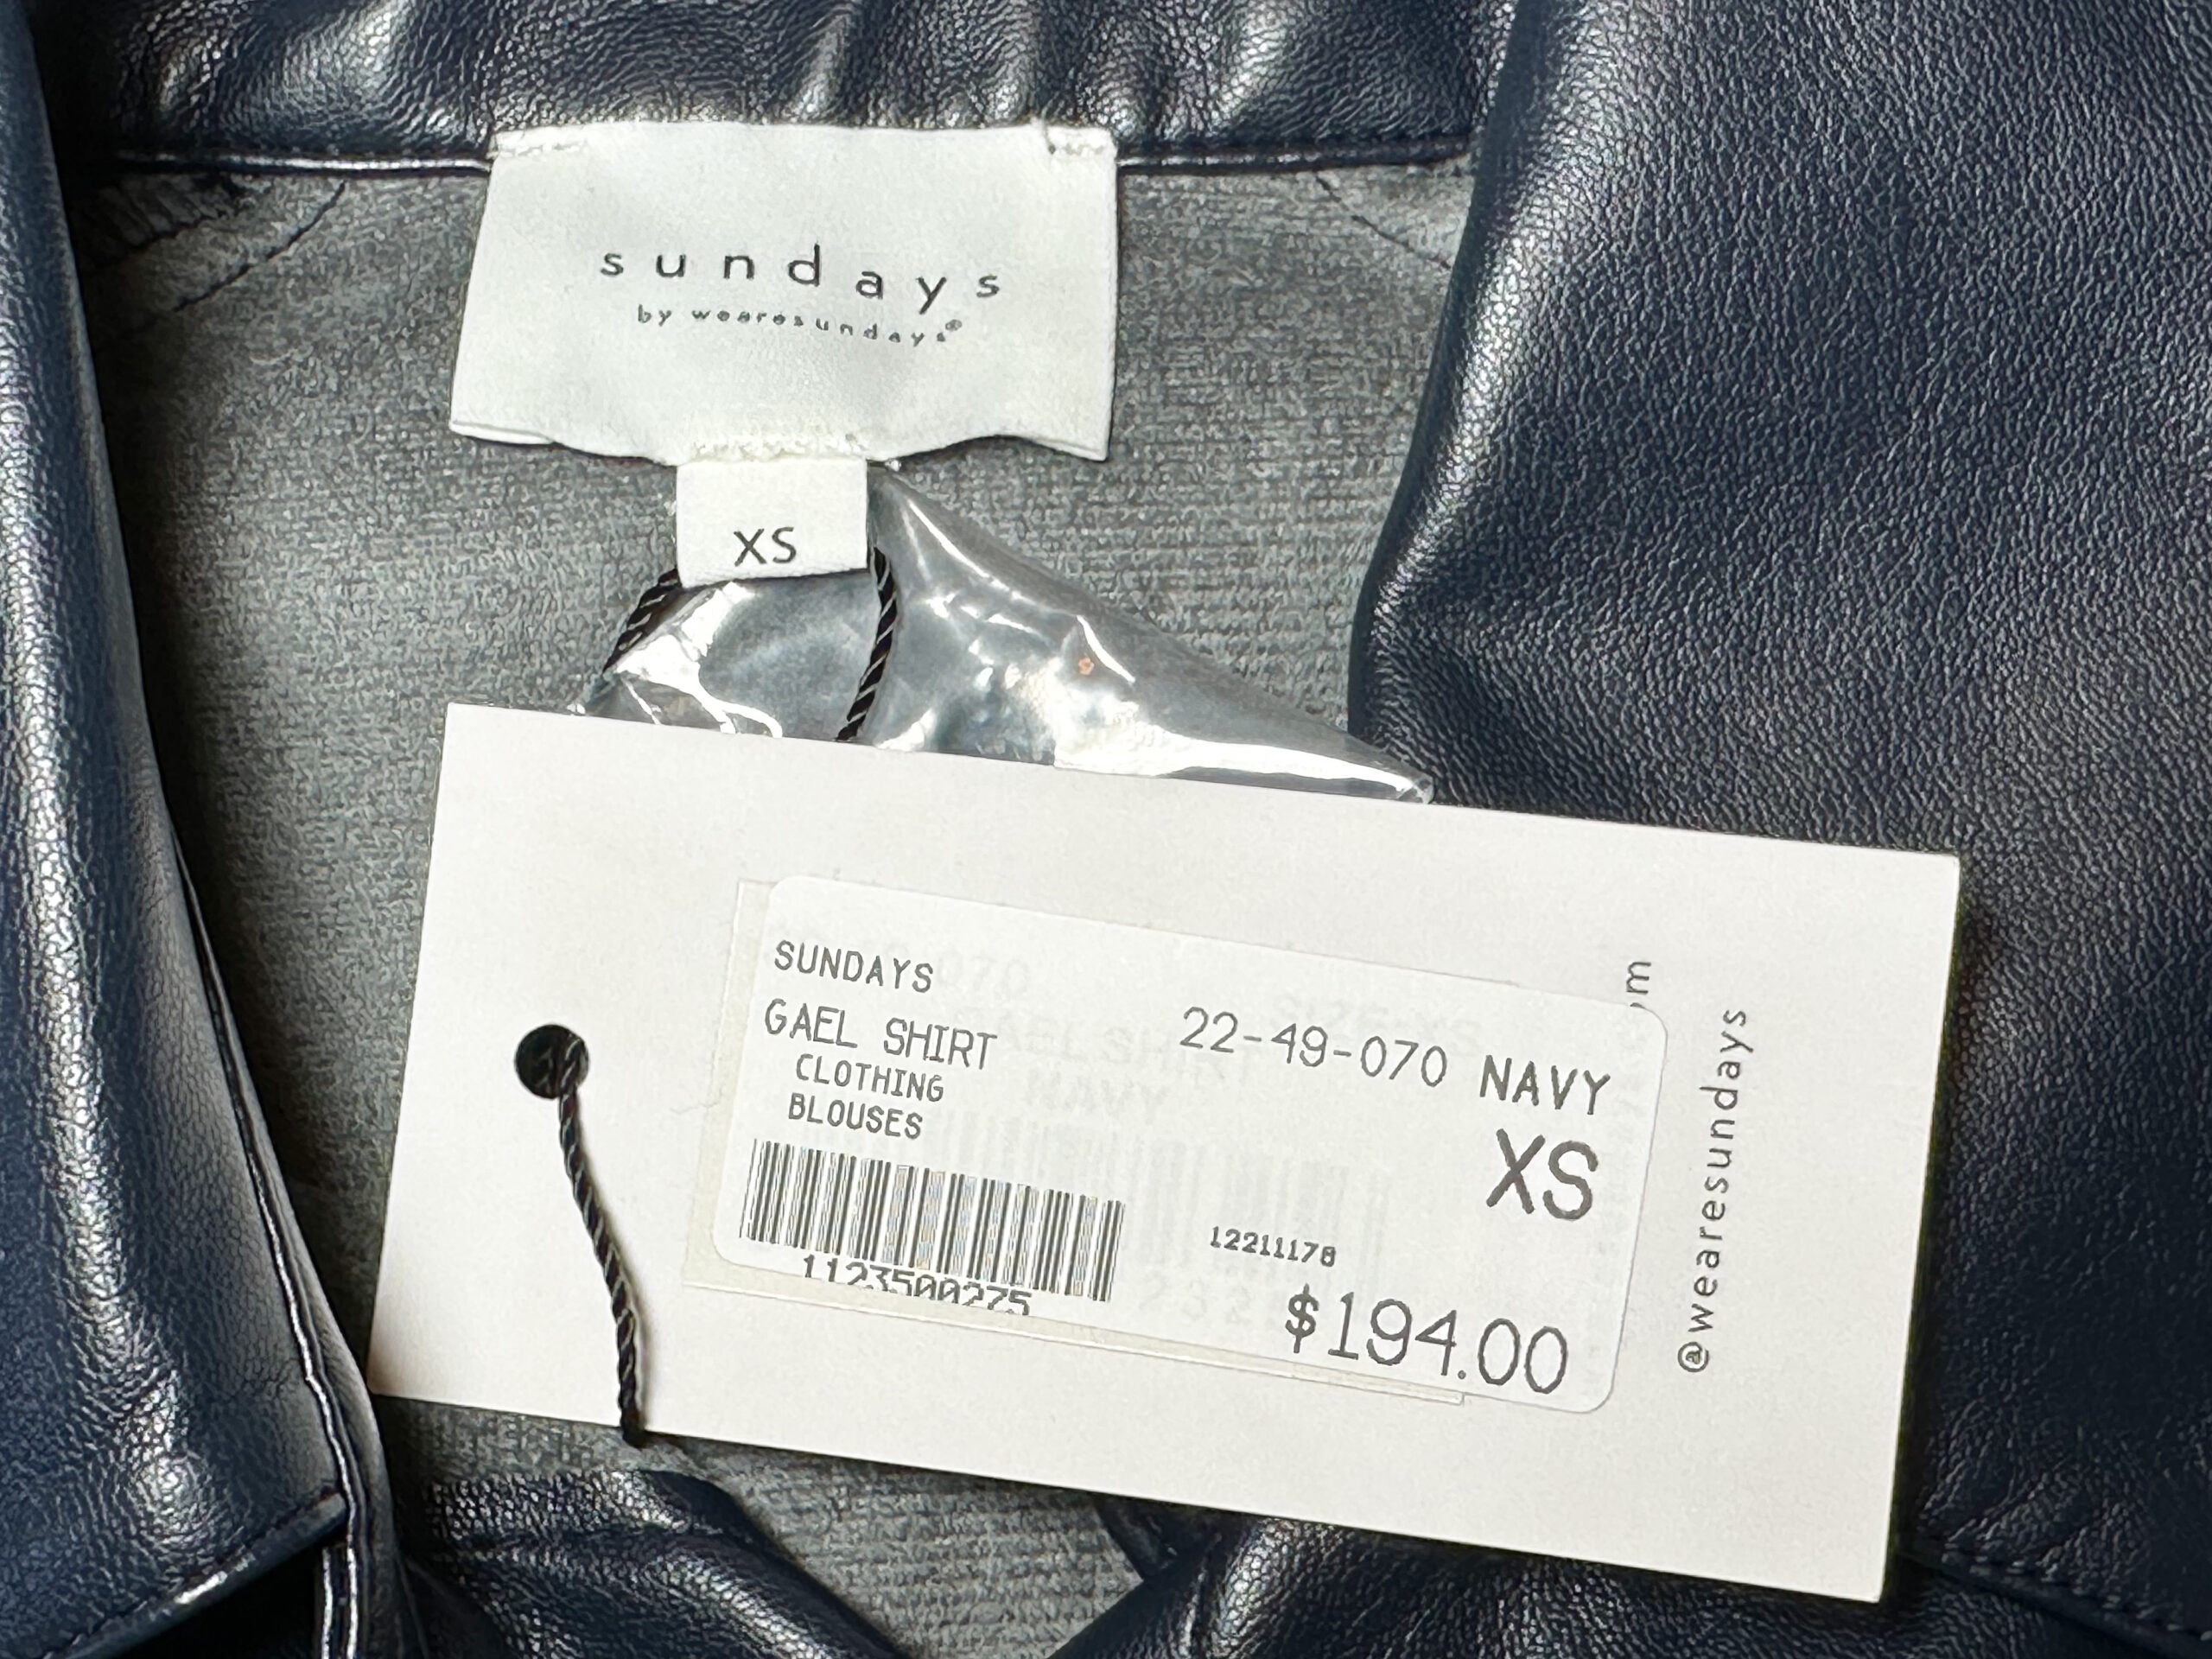 sundays
by wearesundays®
XS
SUNDAYS
GAEL SHIRT
22-49-070 NAVY
CLOTHING
BLOUSES
XS
12211178
1123500275
$194.00
@wearesundays